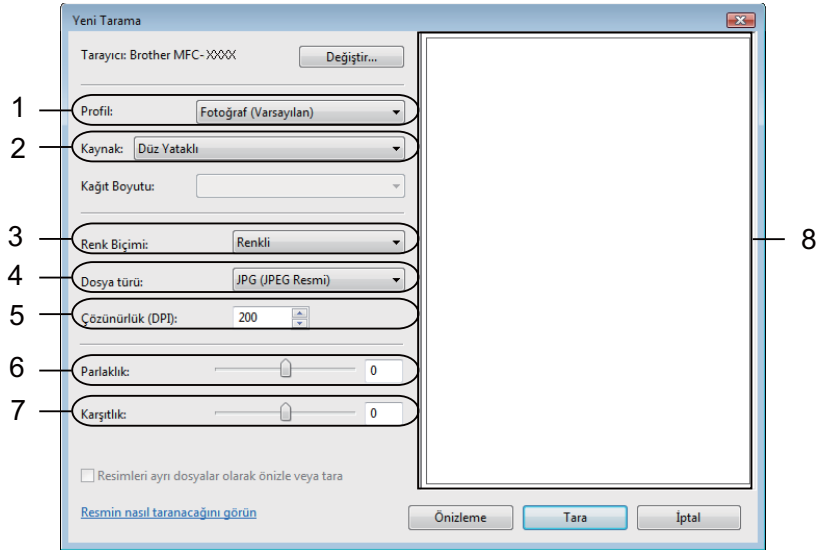 Yeni Tarama
Tarayıcı: Brother MFC-XXXX
Değiştir...
1
Profil:
Fotoğraf (Varsayılan)
2
Kaynak:
Düz Yataklı
Kağıt Boyutu:
3
Renk Biçimi:
Renkli
8
4
Dosya türü:
JPG (JPEG Resmi)
5
Çözünürlük (DPI):
200
6
Parlaklık:
0
7
Karşıtlık:
0
Resimleri ayrı dosyalar olarak önizle veya tara
Resmin nasıl taranacağını görün
Önizleme
Tara
İptal